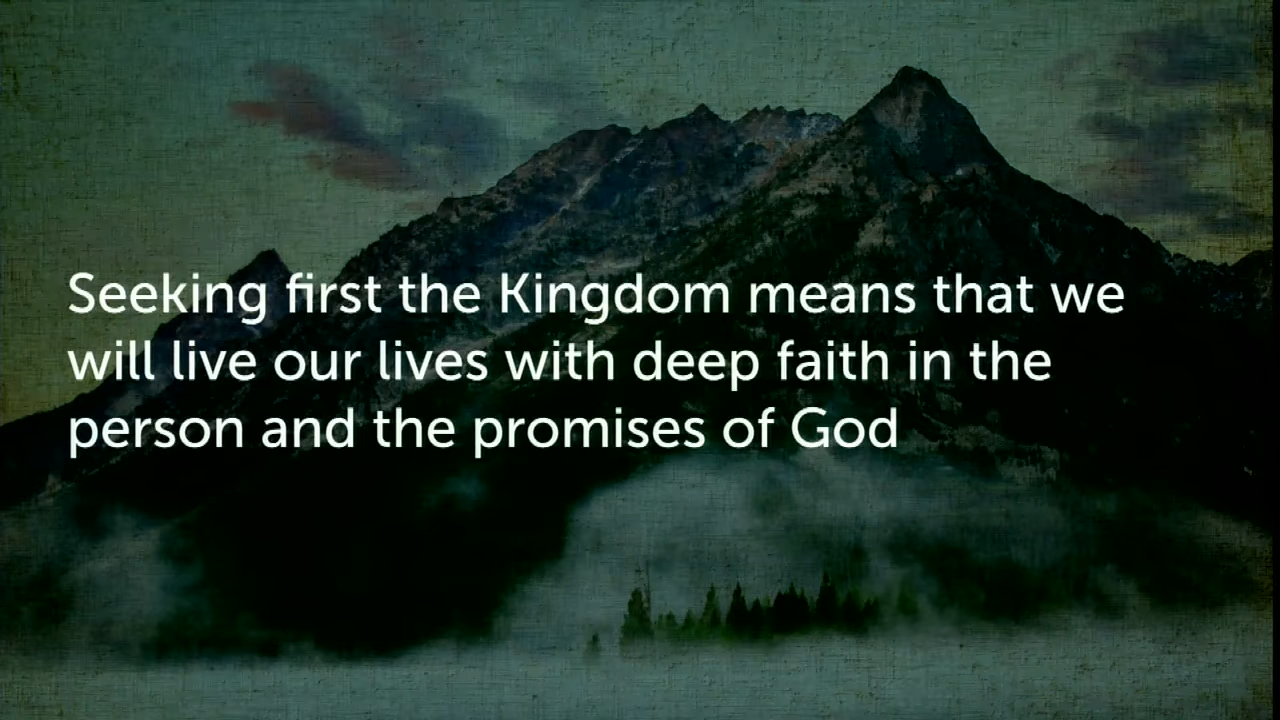 Seeking first the Kingdom means that we
will live our lives with deep faith in the
person and the promises of God